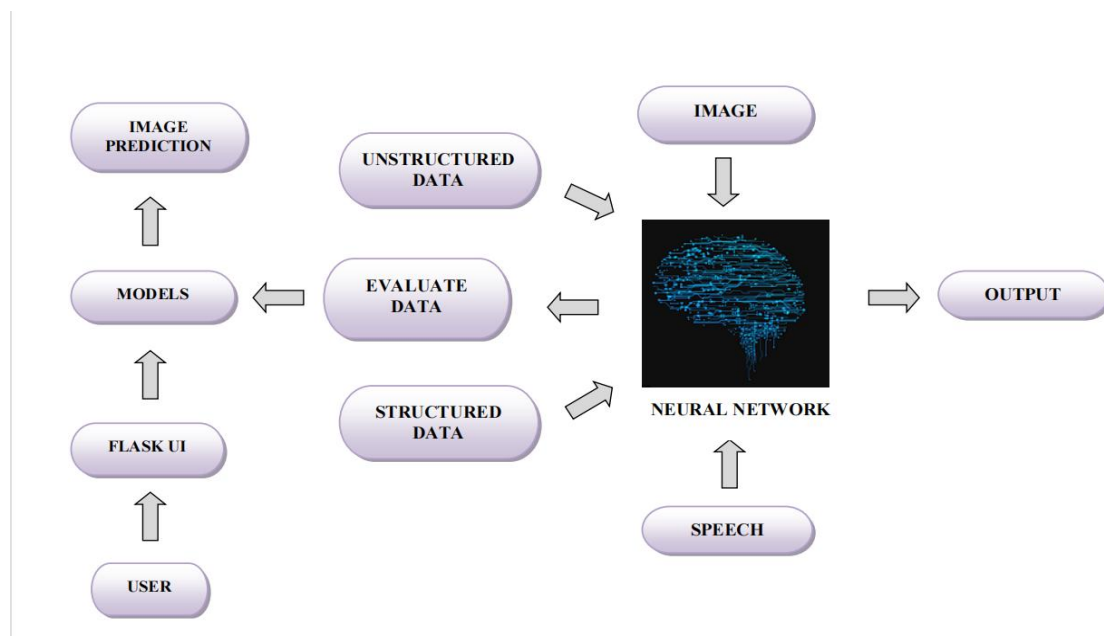 IMAGE
PREDICTION
IMAGE
UNSTRUCTURED
DATA
MODELS
EVALUATE
DATA
OUTPUT
STRUCTURED
DATA
NEURAL NETWORK
FLASK UI
SPEECH
USER